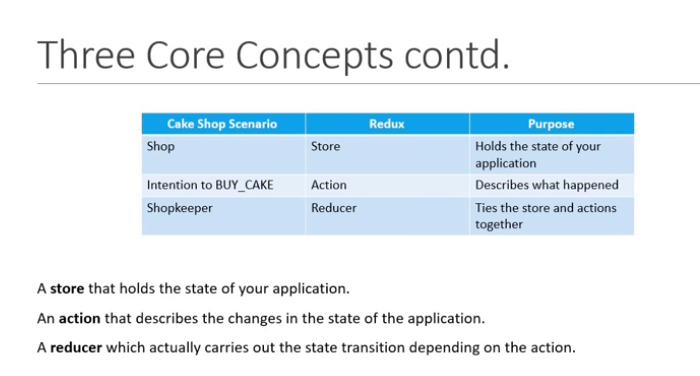 Three Core Concepts contd.
Cake Shop Scenario Redux Purpose
Shop Store Holds the state of your
application
Intention to BUY_CAKE Action Describes what happened
Shopkeeper Reducer Ties the store and actions
together
A store that holds the state of your application.
An action that describes the changes in the state of the application.
A reducer which actually carries out the state transition depending on the action.